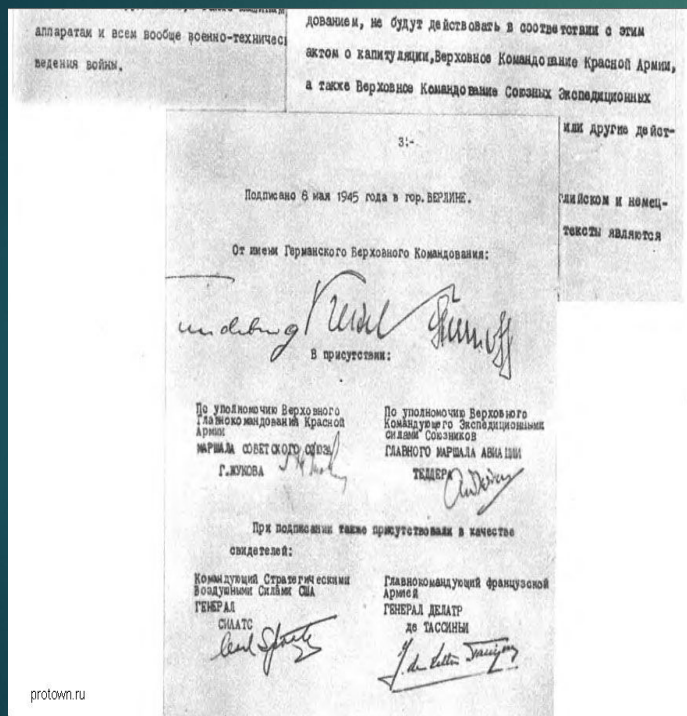 аппаратам и всем вообще военно-техничес
ведения войны.
дованием, не будут действовать в соответствии с этим
актом о капитуляции, Верховное Командование Красной Армии,
а также Верховное Командование Союзных Экспедиционных
или другие дейст-
глийском и немец-
тексты являются
3.-
Подписано 8 мая 1945 года в гор. БЕРЛИНЕ.
От имени Германского Верховного Командования:
В присутствии:
По уполномочию Верховного
Главнокомандования Красной
Армии
МАРШАЛА СОВЕТСКОГО СОЮЗА
Г. ЖУКОВА
По уполномочию Верховного
Командующего Экспедиционными
силами Союзников
ГЛАВНОГО МАРШАЛА АВИАЦИИ
ТЕДДЕРА
При подписании также присутствовали в качестве
свидетелей:
Командующий Стратегическими
Воздушными Силами США
ГЕНЕРАЛ
СПААТС
Главнокомандующий французской
Армией
ГЕНЕРАЛ ДЕЛАТР
де ТАССИНЬИ
protown.ru